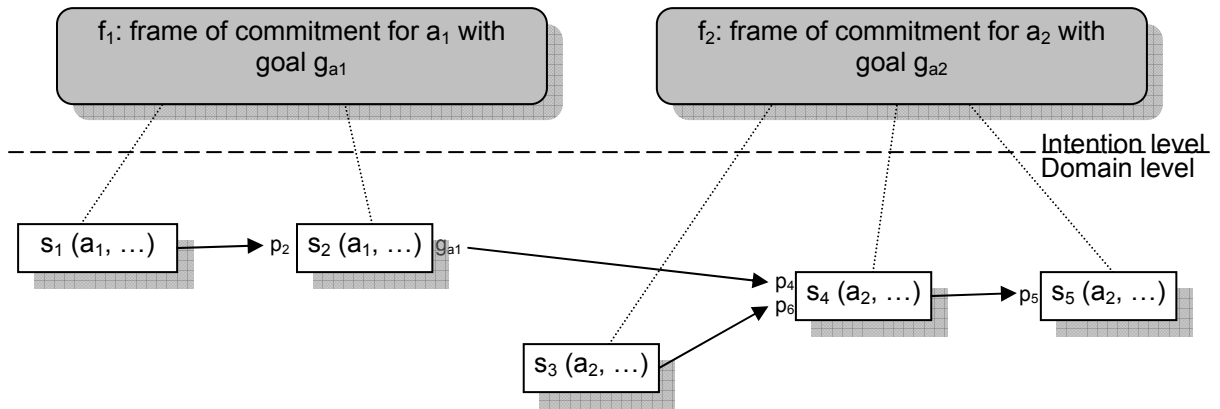 f₁: frame of commitment for a₁ with
goal gₐ₁
f₂: frame of commitment for a₂ with
goal gₐ₂
Intention level
Domain level
s₁ (a₁, …)
p₂
s₂ (a₁, …)
gₐ₁
p₄
p₆
s₄ (a₂, …)
p₅
s₅ (a₂, …)
s₃ (a₂, …)